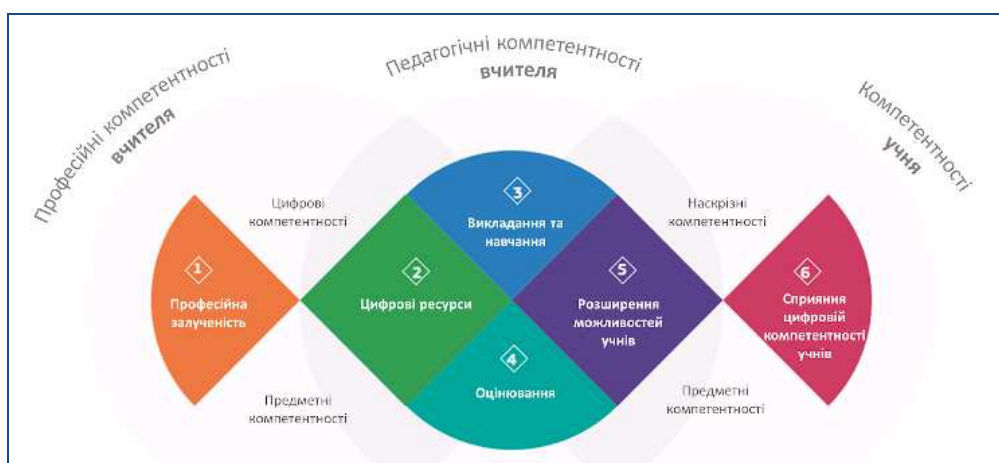 Професійні компетентності
вчителя
Педагогічні компетентності
вчителя
Компетентності
учня
Цифрові
компетентності
Наскрізні
компетентності
1
Професійна
залученість
2
Цифрові ресурси
3
Викладання та
навчання
4
Оцінювання
5
Розширення
можливостей
учнів
6
Сприяння
цифровій
компетентності
учнів
Предметні
компетентності
Предметні
компетентності